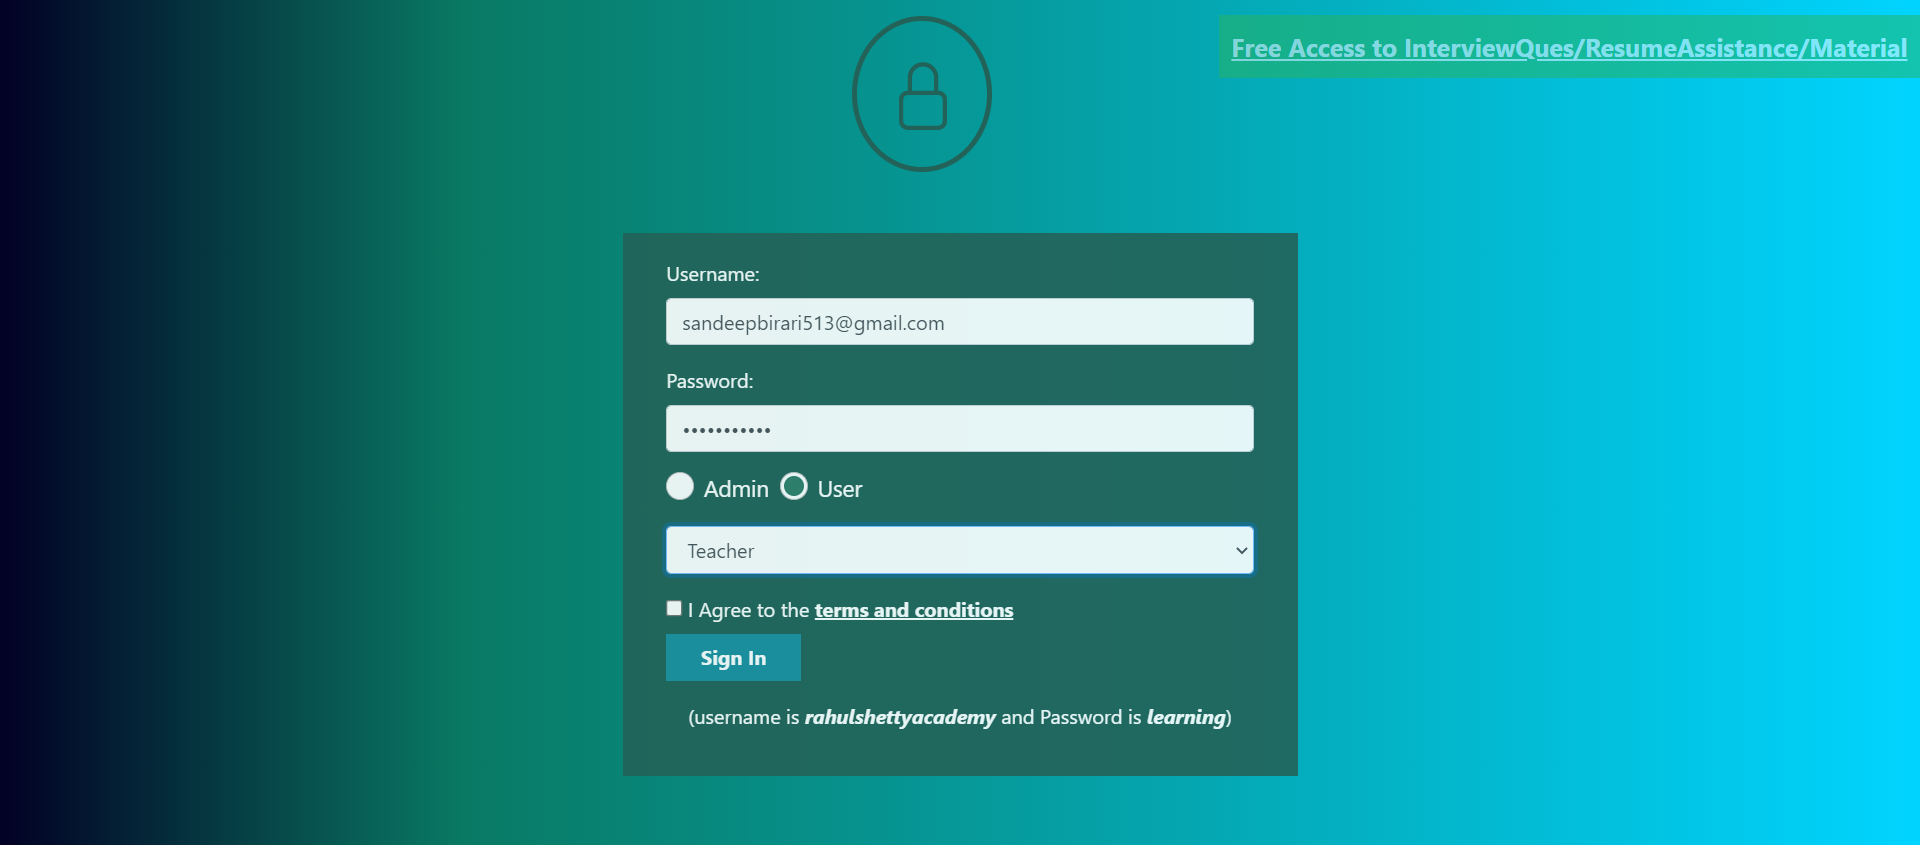 Free Access to InterviewQues/ResumeAssistance/Material
Username:
sandeepbirari513@gmail.com
Password:
•••••••••••
Admin User
Teacher
I Agree to the terms and conditions
Sign In
(username is rahulshettyacademy and Password is learning)